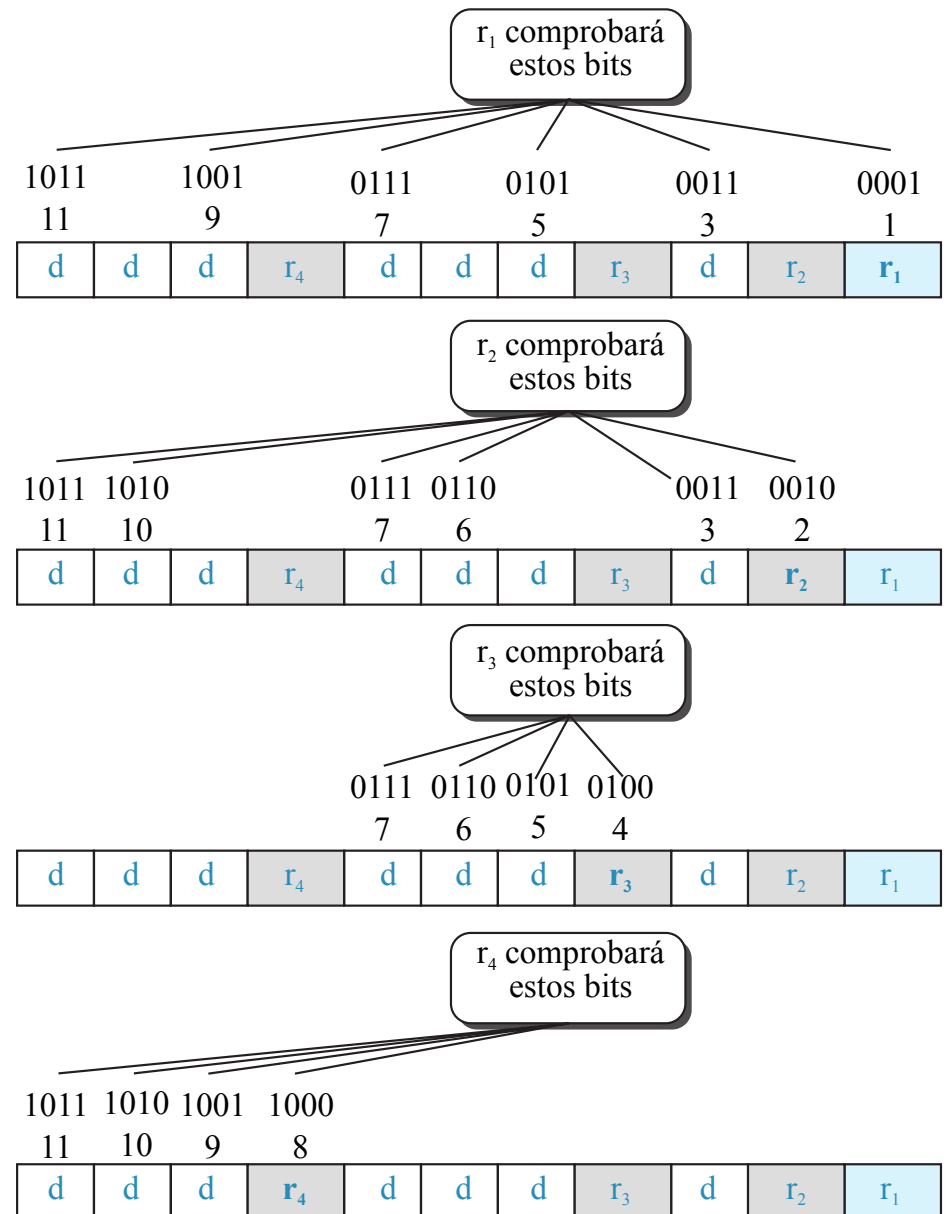 r₁ comprobará
estos bits
1011 1001 0111 0101 0011 0001
11 9 7 5 3 1
d d d r₄ d d d r₃ d r₂ r₁
r₂ comprobará
estos bits
1011 1010 0111 0110 0011 0010
11 10 7 6 3 2
d d d r₄ d d d r₃ d r₂ r₁
r₃ comprobará
estos bits
0111 0110 0101 0100
7 6 5 4
d d d r₄ d d d r₃ d r₂ r₁
r₄ comprobará
estos bits
1011 1010 1001 1000
11 10 9 8
d d d r₄ d d d r₃ d r₂ r₁